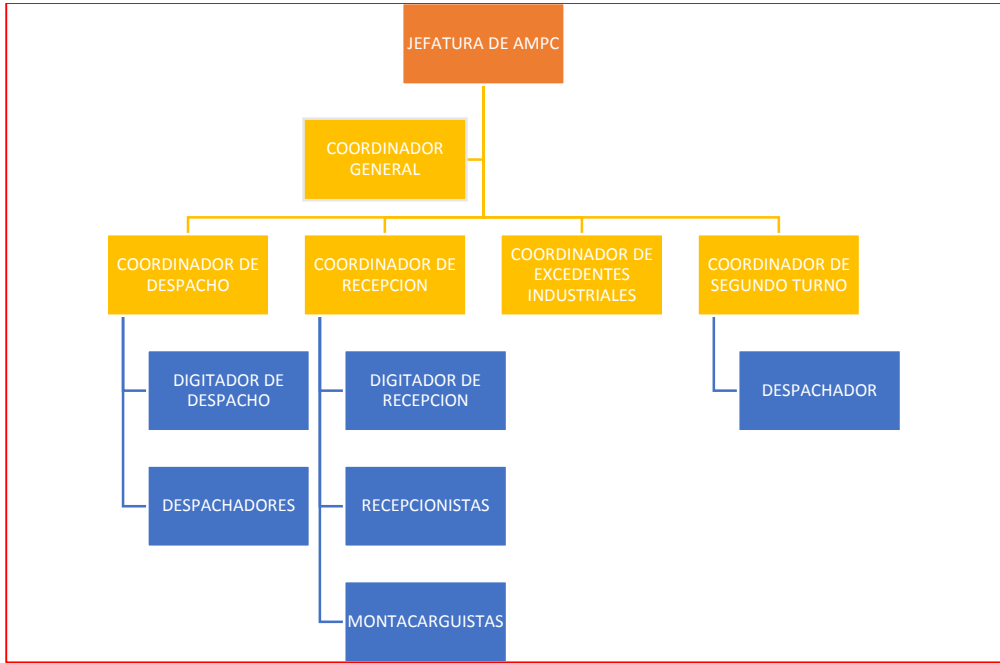 JEFATURA DE AMPC
COORDINADOR
GENERAL
COORDINADOR DE
DESPACHO
COORDINADOR DE
RECEPCION
COORDINADOR DE
EXCEDENTES
INDUSTRIALES
COORDINADOR DE
SEGUNDO TURNO
DIGITADOR DE
DESPACHO
DIGITADOR DE
RECEPCION
DESPACHADOR
DESPACHADORES
RECEPCIONISTAS
MONTACARGUISTAS